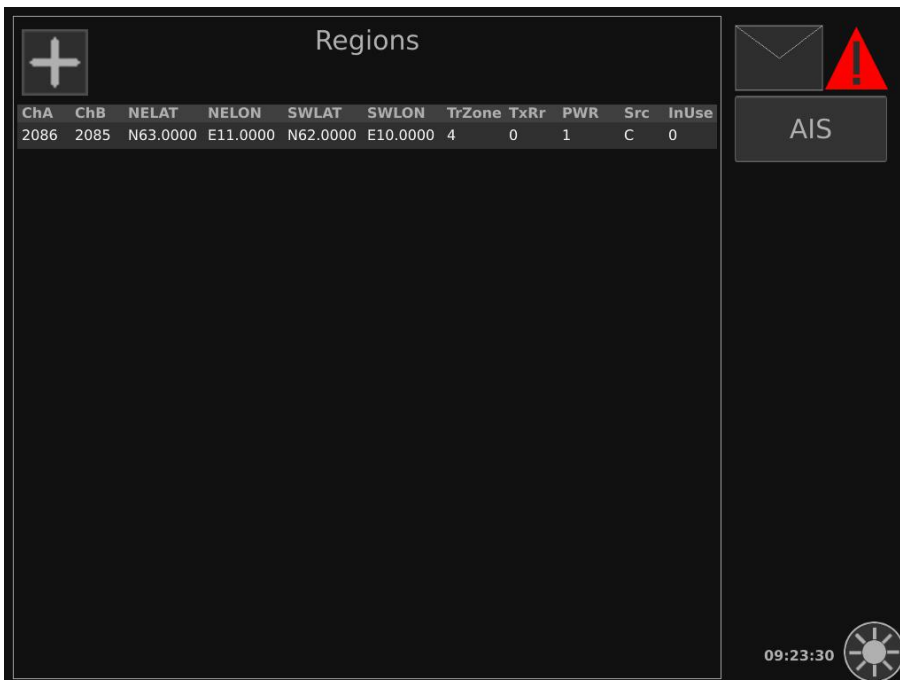 Regions
ChA ChB NELAT NELON SWLAT SWLON TrZone TxRr PWR Src InUse
2086 2085 N63.0000 E11.0000 N62.0000 E10.0000 4 0 1 C 0
!
AIS
09:23:30